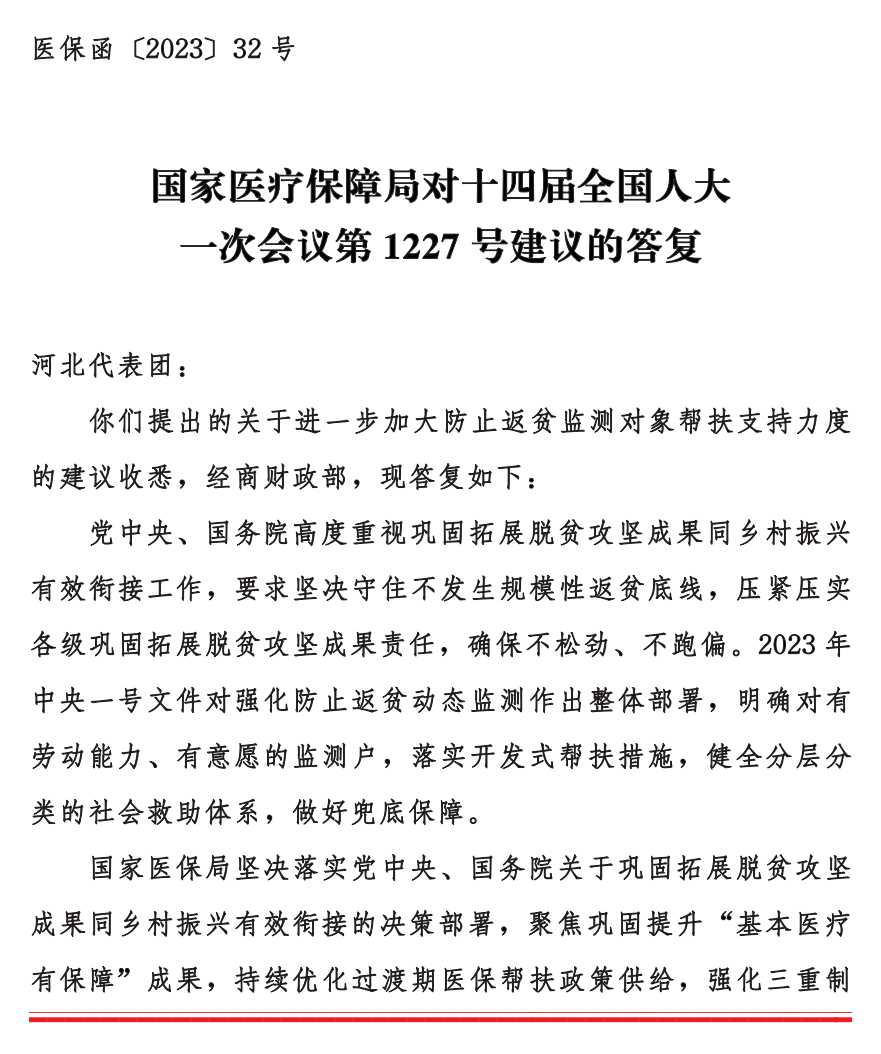 医保函〔2023〕32 号
国家医疗保障局对十四届全国人大
一次会议第 1227 号建议的答复
河北代表团：
你们提出的关于进一步加大防止返贫监测对象帮扶支持力度
的建议收悉，经商财政部，现答复如下：
党中央、国务院高度重视巩固拓展脱贫攻坚成果同乡村振兴
有效衔接工作，要求坚决守住不发生规模性返贫底线，压紧压实
各级巩固拓展脱贫攻坚成果责任，确保不松劲、不跑偏。2023 年
中央一号文件对强化防止返贫动态监测作出整体部署，明确对有
劳动能力、有意愿的监测户，落实开发式帮扶措施，健全分层分
类的社会救助体系，做好兜底保障。
国家医保局坚决落实党中央、国务院关于巩固拓展脱贫攻坚
成果同乡村振兴有效衔接的决策部署，聚焦巩固提升“基本医疗
有保障”成果，持续优化过渡期医保帮扶政策供给，强化三重制